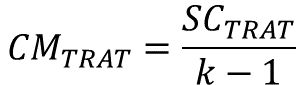 CM_TRAT = SC_TRAT / (k − 1)